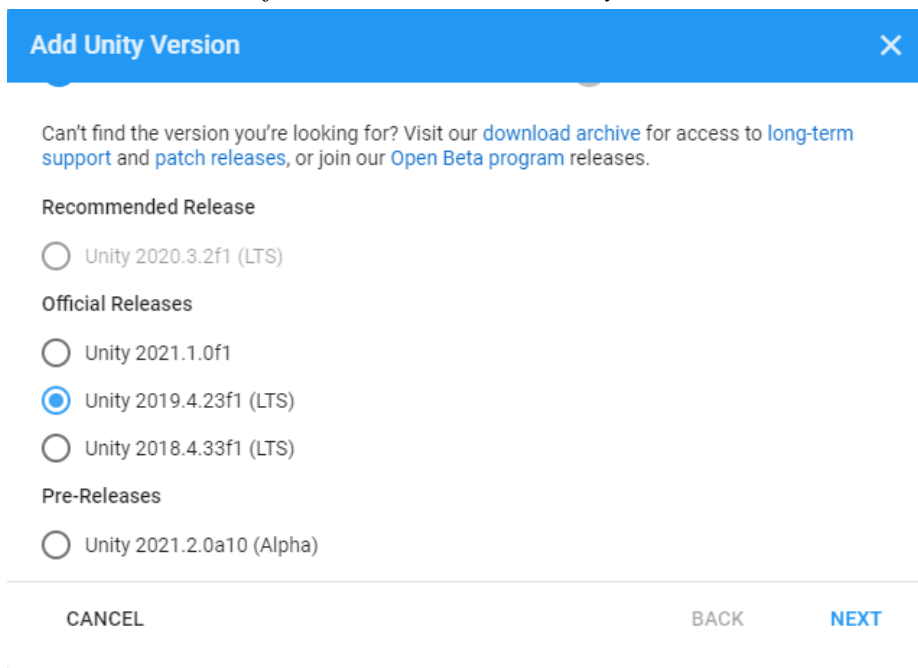 Add Unity Version
Can't find the version you're looking for? Visit our download archive for access to long-term
support and patch releases, or join our Open Beta program releases.
Recommended Release
Unity 2020.3.2f1 (LTS)
Official Releases
Unity 2021.1.0f1
Unity 2019.4.23f1 (LTS)
Unity 2018.4.33f1 (LTS)
Pre-Releases
Unity 2021.2.0a10 (Alpha)
CANCEL BACK NEXT